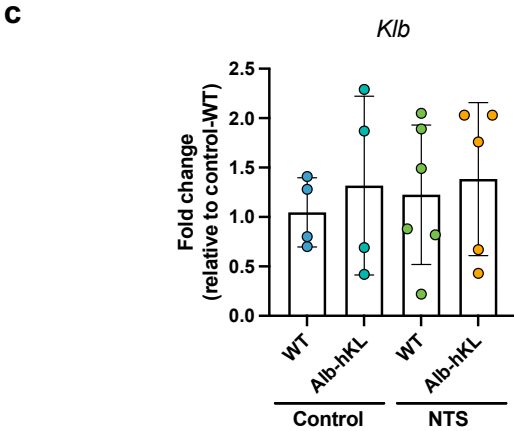 c
Klb
Fold change
(relative to control-WT)
2.5
2.0
1.5
1.0
0.5
0.0
WT
Alb-hKL
WT
Alb-hKL
Control
NTS